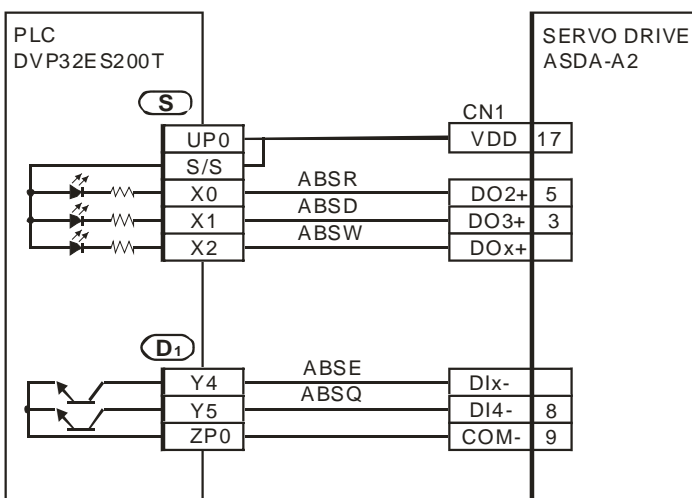 PLC
DVP32ES200T
SERVO DRIVE
ASDA-A2
S
CN1
UP0
VDD 17
S/S
X0 ABSR DO2+ 5
X1 ABSD DO3+ 3
X2 ABSW DOx+
D1
Y4 ABSE DIx-
Y5 ABSQ DI4- 8
ZP0 COM- 9